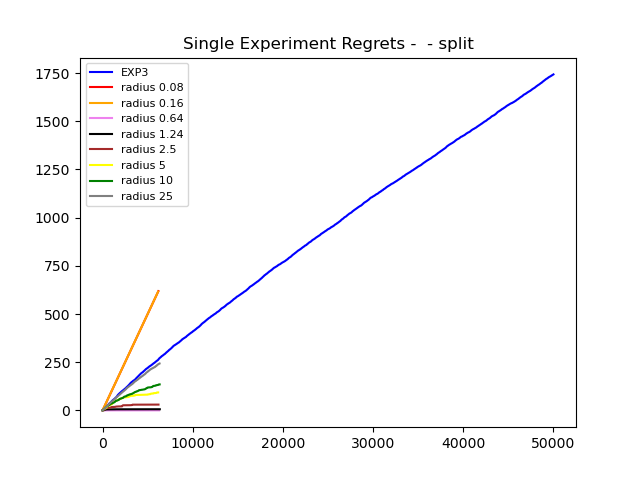 Single Experiment Regrets -  - split
EXP3
radius 0.08
radius 0.16
radius 0.64
radius 1.24
radius 2.5
radius 5
radius 10
radius 25
1750
1500
1250
1000
750
500
250
0
0 10000 20000 30000 40000 50000